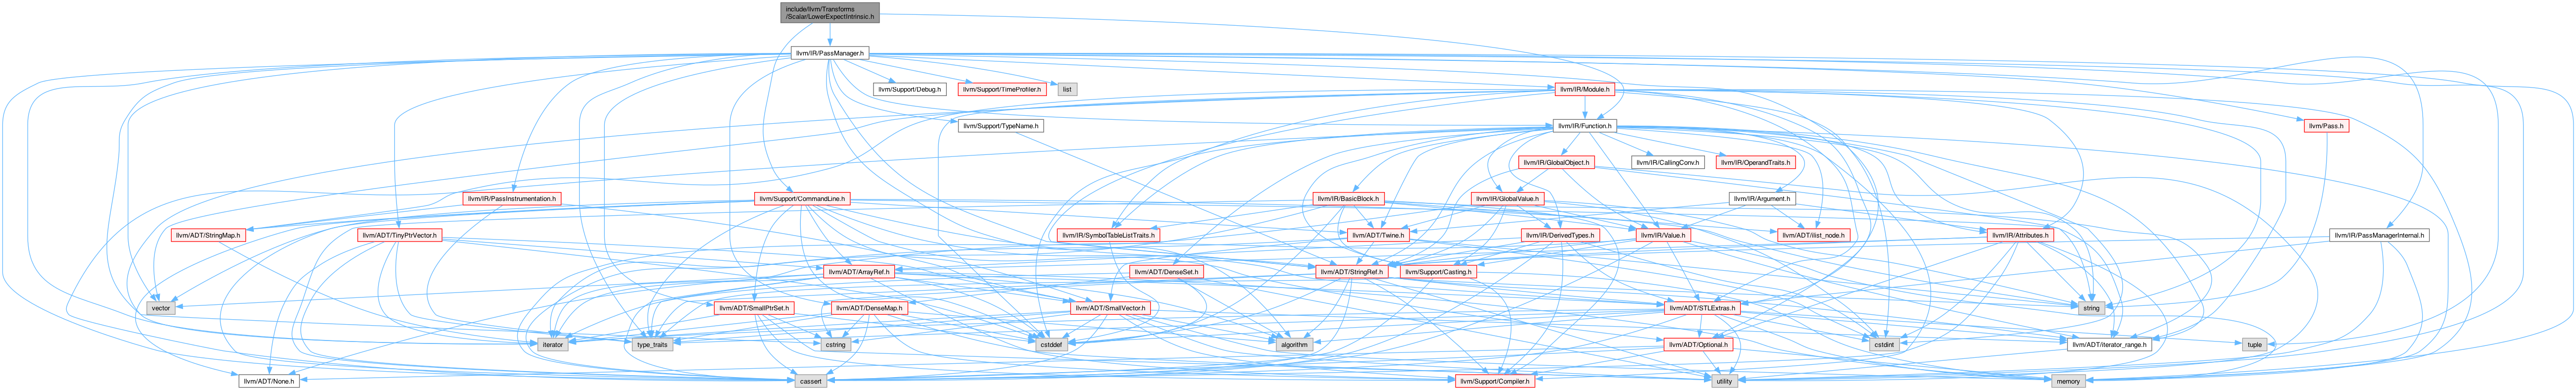 include/llvm/Transforms
/Scalar/LowerExpectIntrinsic.h
llvm/IR/PassManager.h
llvm/Support/Debug.h
llvm/Support/TimeProfiler.h
list
llvm/IR/Module.h
llvm/Support/TypeName.h
llvm/IR/Function.h
llvm/Pass.h
llvm/IR/GlobalObject.h
llvm/IR/CallingConv.h
llvm/IR/OperandTraits.h
llvm/IR/PassInstrumentation.h
llvm/Support/CommandLine.h
llvm/IR/BasicBlock.h
llvm/IR/GlobalValue.h
llvm/IR/Argument.h
llvm/ADT/StringMap.h
llvm/ADT/TinyPtrVector.h
llvm/IR/SymbolTableListTraits.h
llvm/ADT/Twine.h
llvm/IR/DerivedTypes.h
llvm/IR/Value.h
llvm/ADT/ilist_node.h
llvm/IR/Attributes.h
llvm/IR/PassManagerInternal.h
llvm/ADT/ArrayRef.h
llvm/ADT/DenseSet.h
llvm/ADT/StringRef.h
llvm/Support/Casting.h
vector
llvm/ADT/SmallPtrSet.h
llvm/ADT/DenseMap.h
llvm/ADT/SmallVector.h
llvm/ADT/STLExtras.h
string
iterator
type_traits
cstring
cstddef
algorithm
llvm/ADT/Optional.h
cstdint
llvm/ADT/iterator_range.h
tuple
llvm/ADT/None.h
cassert
llvm/Support/Compiler.h
utility
memory